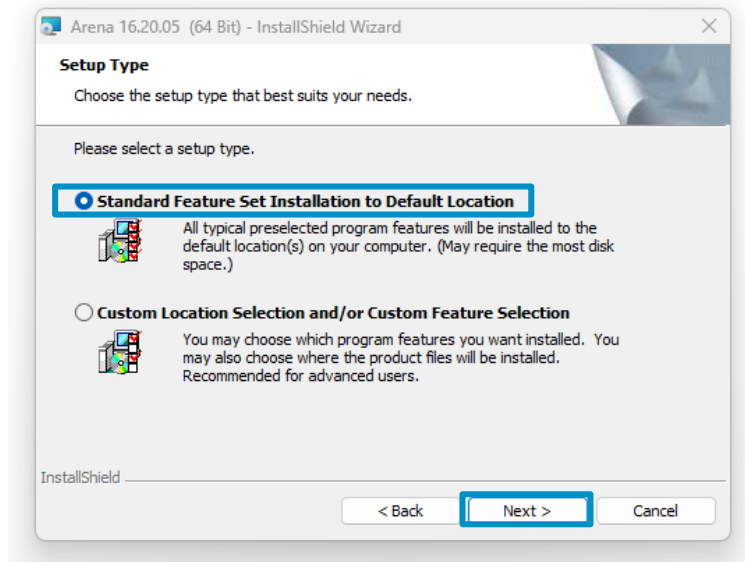 Arena 16.20.05 (64 Bit) - InstallShield Wizard
Setup Type
Choose the setup type that best suits your needs.
Please select a setup type.
Standard Feature Set Installation to Default Location
All typical preselected program features will be installed to the
default location(s) on your computer. (May require the most disk
space.)
Custom Location Selection and/or Custom Feature Selection
You may choose which program features you want installed. You
may also choose where the product files will be installed.
Recommended for advanced users.
InstallShield
< Back Next > Cancel